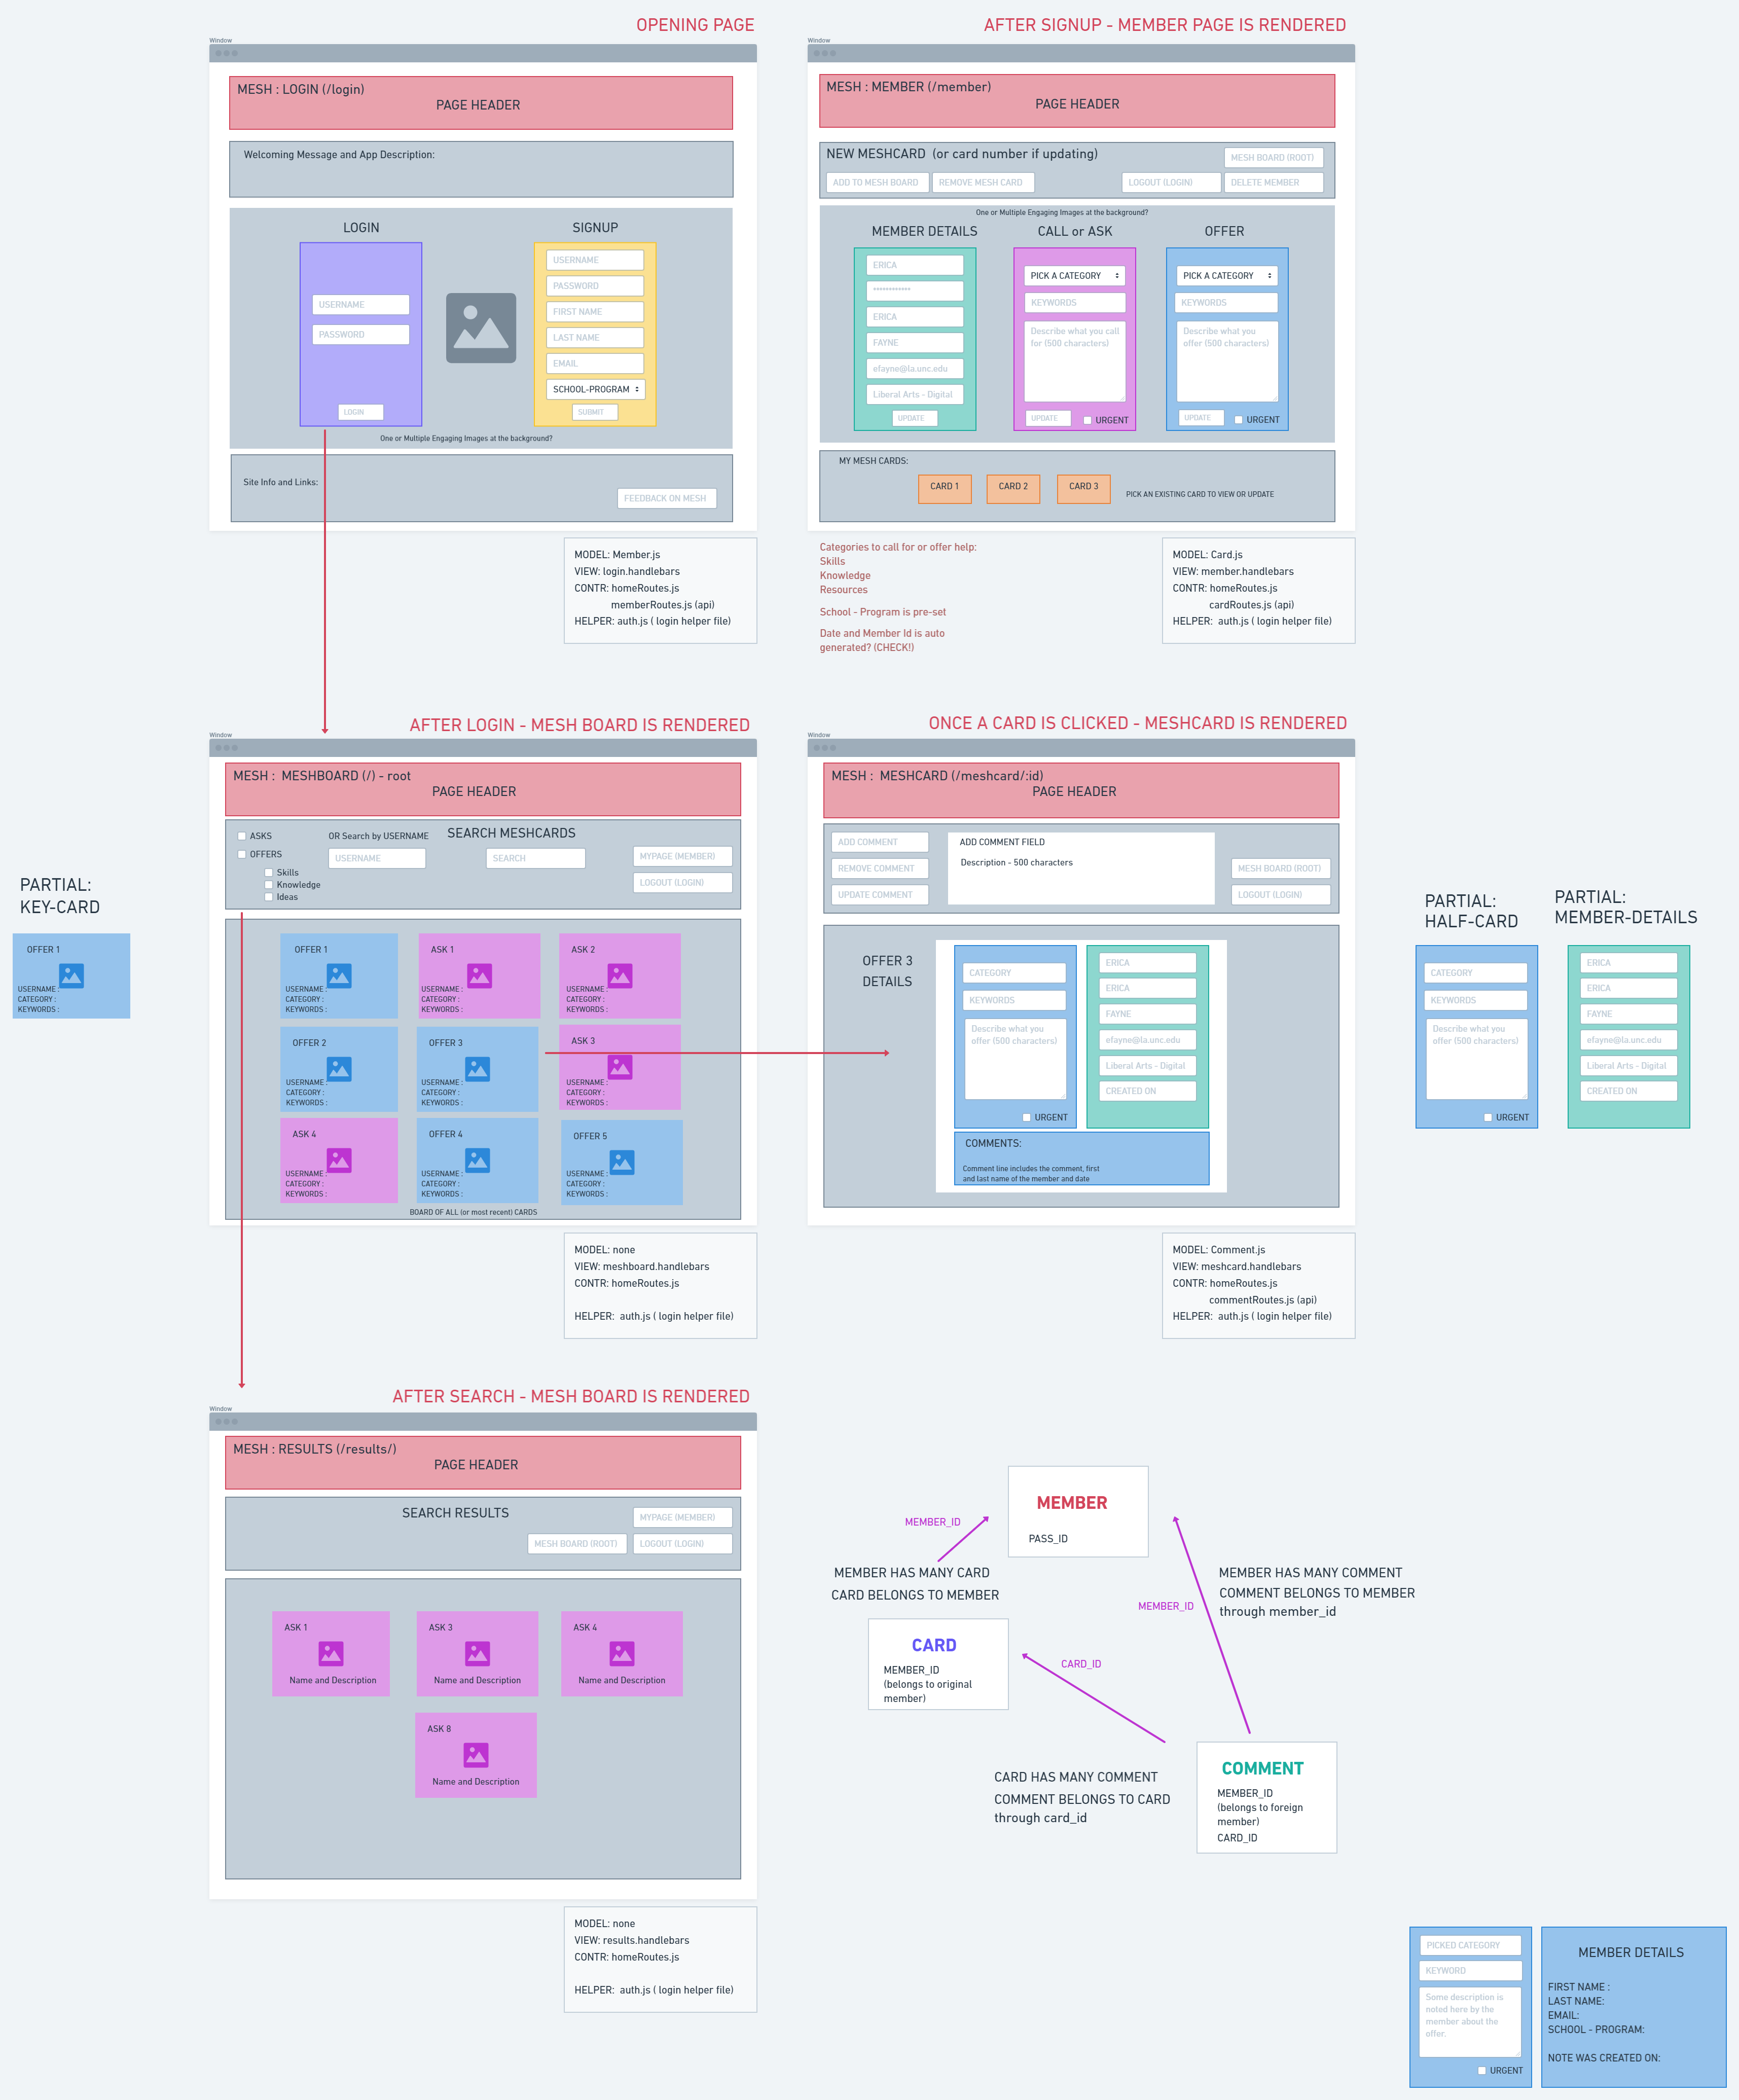 OPENING PAGE
Window
MESH : LOGIN (/login)
PAGE HEADER
Welcoming Message and App Description:
LOGIN
SIGNUP
USERNAME
PASSWORD
LOGIN
USERNAME
PASSWORD
FIRST NAME
LAST NAME
EMAIL
SCHOOL-PROGRAM
SUBMIT
One or Multiple Engaging Images at the background?
Site Info and Links:
FEEDBACK ON MESH
MODEL: Member.js
VIEW: login.handlebars
CONTR: homeRoutes.js
memberRoutes.js (api)
HELPER: auth.js ( login helper file)
AFTER SIGNUP - MEMBER PAGE IS RENDERED
Window
MESH : MEMBER (/member)
PAGE HEADER
NEW MESHCARD (or card number if updating)
MESH BOARD (ROOT)
ADD TO MESH BOARD
REMOVE MESH CARD
LOGOUT (LOGIN)
DELETE MEMBER
One or Multiple Engaging Images at the background?
MEMBER DETAILS
CALL or ASK
OFFER
ERICA
************
ERICA
FAYNE
efayne@la.unc.edu
Liberal Arts - Digital
UPDATE
PICK A CATEGORY
KEYWORDS
Describe what you call
for (500 characters)
UPDATE
URGENT
PICK A CATEGORY
KEYWORDS
Describe what you
offer (500 characters)
UPDATE
URGENT
MY MESH CARDS:
CARD 1
CARD 2
CARD 3
PICK AN EXISTING CARD TO VIEW OR UPDATE
Categories to call for or offer help:
Skills
Knowledge
Resources
School - Program is pre-set
Date and Member Id is auto
generated? (CHECK!)
MODEL: Card.js
VIEW: member.handlebars
CONTR: homeRoutes.js
cardRoutes.js (api)
HELPER: auth.js ( login helper file)
PARTIAL:
KEY-CARD
OFFER 1
USERNAME :
CATEGORY :
KEYWORDS :
AFTER LOGIN - MESH BOARD IS RENDERED
Window
MESH : MESHBOARD (/) - root
PAGE HEADER
ASKS
OFFERS
Skills
Knowledge
Ideas
OR Search by USERNAME
USERNAME
SEARCH MESHCARDS
SEARCH
MYPAGE (MEMBER)
LOGOUT (LOGIN)
OFFER 1
USERNAME :
CATEGORY :
KEYWORDS :
ASK 1
USERNAME :
CATEGORY :
KEYWORDS :
ASK 2
USERNAME :
CATEGORY :
KEYWORDS :
OFFER 2
USERNAME :
CATEGORY :
KEYWORDS :
OFFER 3
USERNAME :
CATEGORY :
KEYWORDS :
ASK 3
USERNAME :
CATEGORY :
KEYWORDS :
ASK 4
USERNAME :
CATEGORY :
KEYWORDS :
OFFER 4
USERNAME :
CATEGORY :
KEYWORDS :
OFFER 5
USERNAME :
CATEGORY :
KEYWORDS :
BOARD OF ALL (or most recent) CARDS
MODEL: none
VIEW: meshboard.handlebars
CONTR: homeRoutes.js
HELPER: auth.js ( login helper file)
ONCE A CARD IS CLICKED - MESHCARD IS RENDERED
Window
MESH : MESHCARD (/meshcard/:id)
PAGE HEADER
ADD COMMENT
REMOVE COMMENT
UPDATE COMMENT
ADD COMMENT FIELD
Description - 500 characters
MESH BOARD (ROOT)
LOGOUT (LOGIN)
OFFER 3
DETAILS
CATEGORY
KEYWORDS
Describe what you
offer (500 characters)
URGENT
ERICA
ERICA
FAYNE
efayne@la.unc.edu
Liberal Arts - Digital
CREATED ON
COMMENTS:
Comment line includes the comment, first
and last name of the member and date
MODEL: Comment.js
VIEW: meshcard.handlebars
CONTR: homeRoutes.js
commentRoutes.js (api)
HELPER: auth.js ( login helper file)
PARTIAL:
HALF-CARD
CATEGORY
KEYWORDS
Describe what you
offer (500 characters)
URGENT
PARTIAL:
MEMBER-DETAILS
ERICA
ERICA
FAYNE
efayne@la.unc.edu
Liberal Arts - Digital
CREATED ON
AFTER SEARCH - MESH BOARD IS RENDERED
Window
MESH : RESULTS (/results/)
PAGE HEADER
SEARCH RESULTS
MYPAGE (MEMBER)
MESH BOARD (ROOT)
LOGOUT (LOGIN)
ASK 1
Name and Description
ASK 3
Name and Description
ASK 4
Name and Description
ASK 8
Name and Description
MODEL: none
VIEW: results.handlebars
CONTR: homeRoutes.js
HELPER: auth.js ( login helper file)
MEMBER
PASS_ID
MEMBER_ID
MEMBER HAS MANY CARD
CARD BELONGS TO MEMBER
MEMBER HAS MANY COMMENT
COMMENT BELONGS TO MEMBER
through member_id
MEMBER_ID
CARD
MEMBER_ID
(belongs to original
member)
CARD_ID
CARD HAS MANY COMMENT
COMMENT BELONGS TO CARD
through card_id
COMMENT
MEMBER_ID
(belongs to foreign
member)
CARD_ID
PICKED CATEGORY
KEYWORD
Some description is
noted here by the
member about the
offer.
URGENT
MEMBER DETAILS
FIRST NAME :
LAST NAME:
EMAIL:
SCHOOL - PROGRAM:
NOTE WAS CREATED ON: